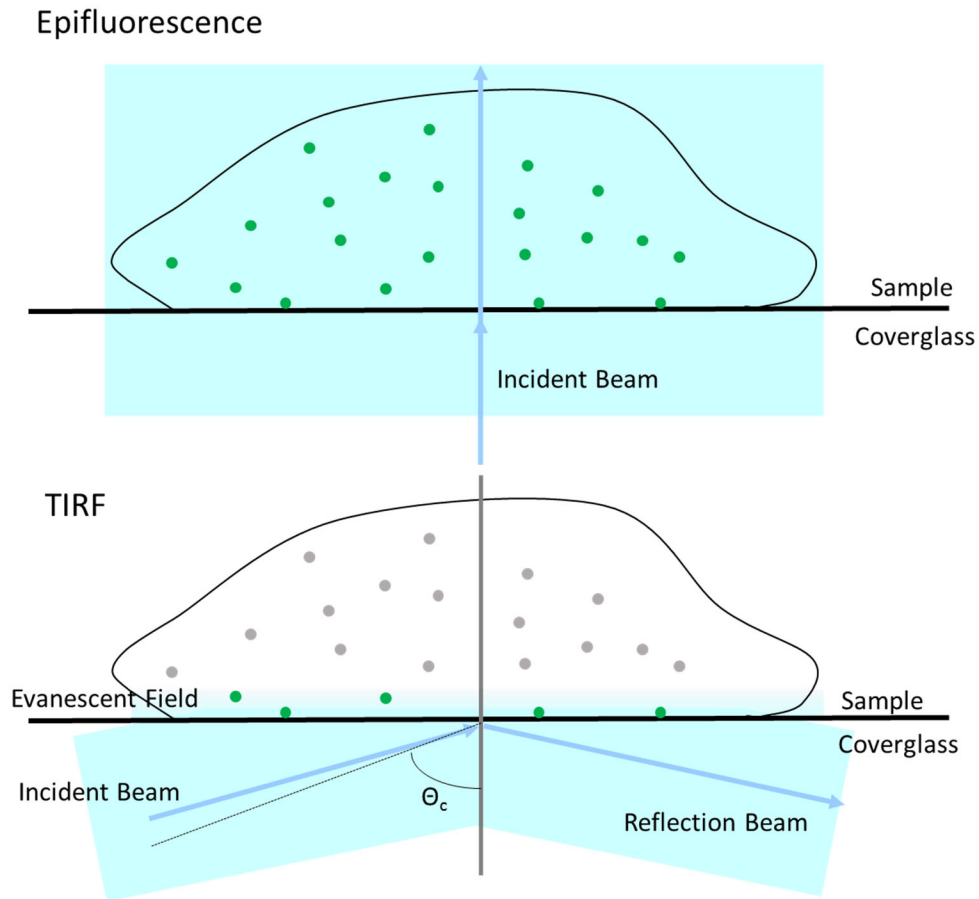 Epifluorescence
Sample
Coverglass
Incident Beam
TIRF
Evanescent Field
Sample
Coverglass
Incident Beam
Θc
Reflection Beam